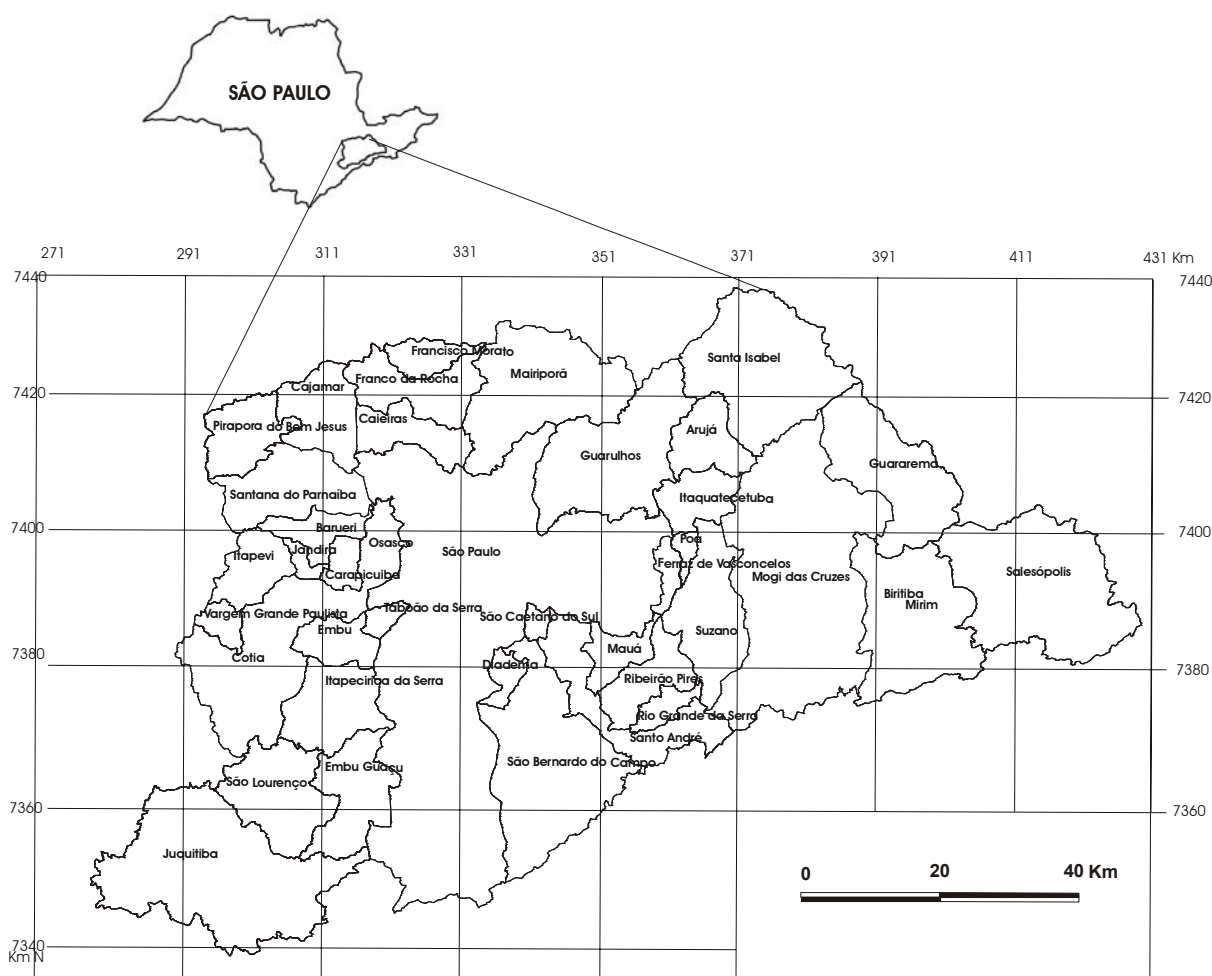 SÃO PAULO
271 291 311 331 351 371 391 411 431 Km
7440 7440
Francisco Morato
Santa Isabel
Mairiporã
Franco da Rocha
Cajamar
7420 7420
Caieiras
Pirapora do Bom Jesus
Arujá
Guarulhos
Guararema
Santana do Parnaíba
Itaquatecetuba
7400 7400
Barueri
Poá
Osasco
Jandira
São Paulo
Itapevi
Ferraz de Vasconcelos
Salesópolis
Carapicuiba
Mogi das Cruzes
Biritiba
Mirim
Taboão da Serra
Vargem Grande Paulista
São Caetano do Sul
Embu
Suzano
Mauá
Cotia
7380 7380
Diadema
Itapecirica da Serra
Ribeirão Pires
Rio Grande da Serra
Santo André
São Bernardo do Campo
Embu Guaçu
São Lourenço
7360 7360
Juquitiba
0 20 40 Km
7340
Km N